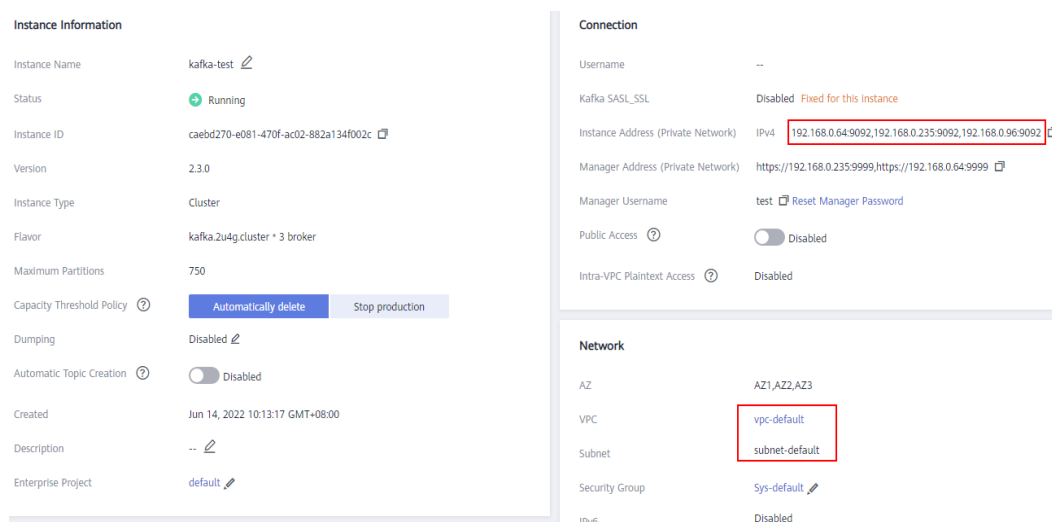 Instance Information
Instance Name kafka-test
Status Running
Instance ID caebd270-e081-470f-ac02-882a134f002c
Version 2.3.0
Instance Type Cluster
Flavor kafka.2u4g.cluster * 3 broker
Maximum Partitions 750
Capacity Threshold Policy ? Automatically delete Stop production
Dumping Disabled
Automatic Topic Creation ? Disabled
Created Jun 14, 2022 10:13:17 GMT+08:00
Description --
Enterprise Project default
Connection
Username --
Kafka SASL_SSL Disabled Fixed for this instance
Instance Address (Private Network) IPv4 192.168.0.64:9092,192.168.0.235:9092,192.168.0.96:9092
Manager Address (Private Network) https://192.168.0.235:9999,https://192.168.0.64:9999
Manager Username test Reset Manager Password
Public Access ? Disabled
Intra-VPC Plaintext Access ? Disabled
Network
AZ AZ1,AZ2,AZ3
VPC vpc-default
Subnet subnet-default
Security Group Sys-default
IPv6 Disabled